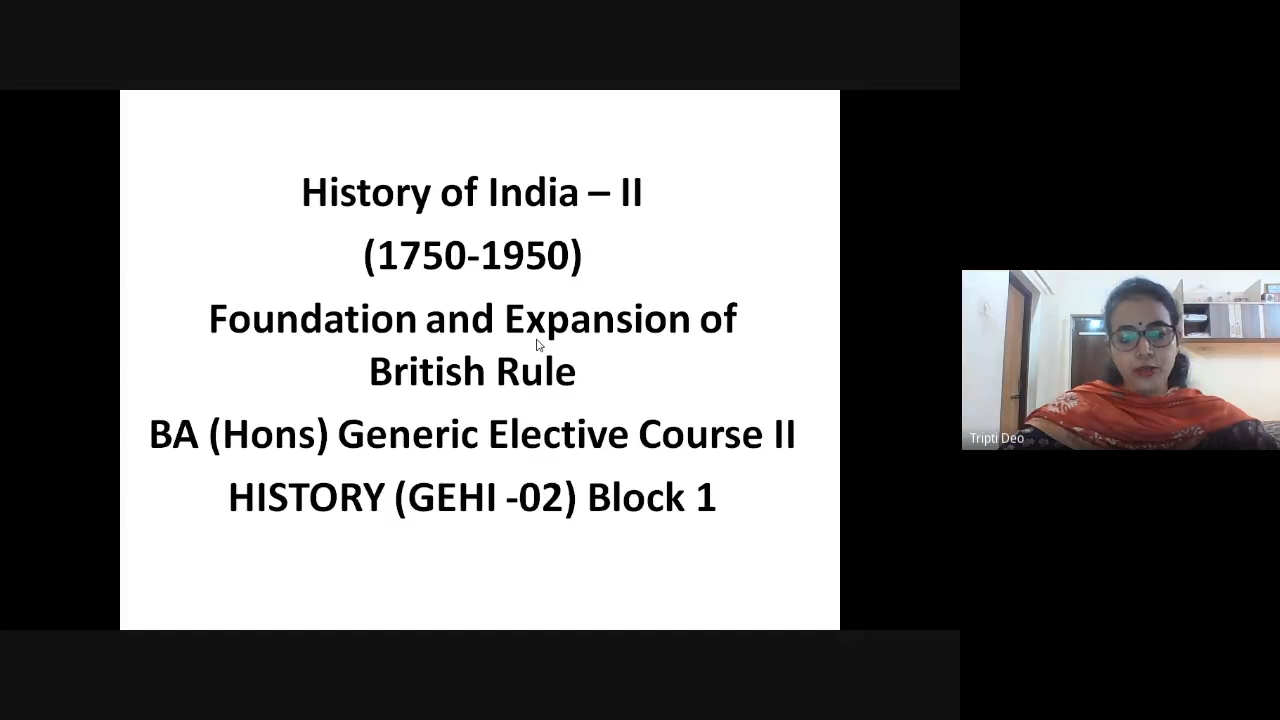 History of India – II
(1750-1950)
Foundation and Expansion of
British Rule
BA (Hons) Generic Elective Course II
HISTORY (GEHI -02) Block 1
Tripti Deo